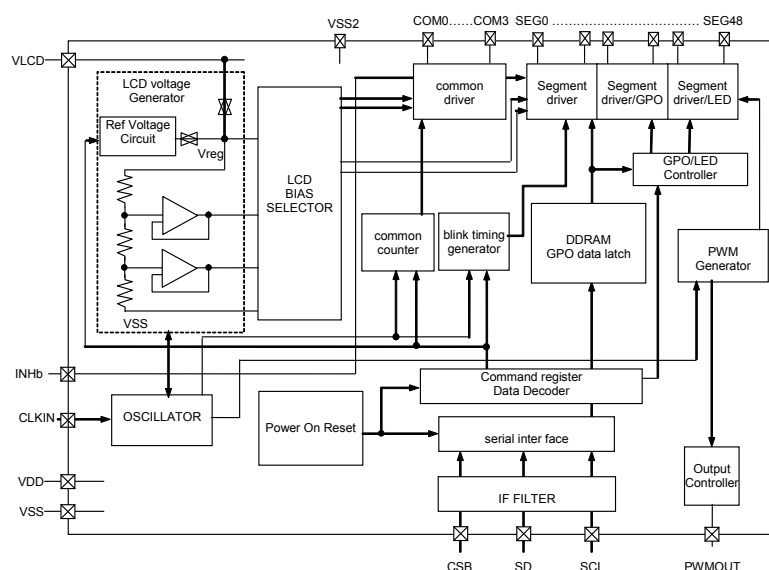 VSS2
COM0......COM3
SEG0 .....................
SEG48
VLCD
LCD voltage
Generator
Ref Voltage
Circuit
Vreg
VSS
LCD
BIAS
SELECTOR
common
driver
Segment
driver
Segment
driver/GPO
Segment
driver/LED
GPO/LED
Controller
common
counter
blink timing
generator
DDRAM
GPO data latch
PWM
Generator
INHb
CLKIN
OSCILLATOR
Power On Reset
Command register
Data Decoder
serial inter face
IF FILTER
Output
Controller
VDD
VSS
CSB
SD
SCL
PWMOUT